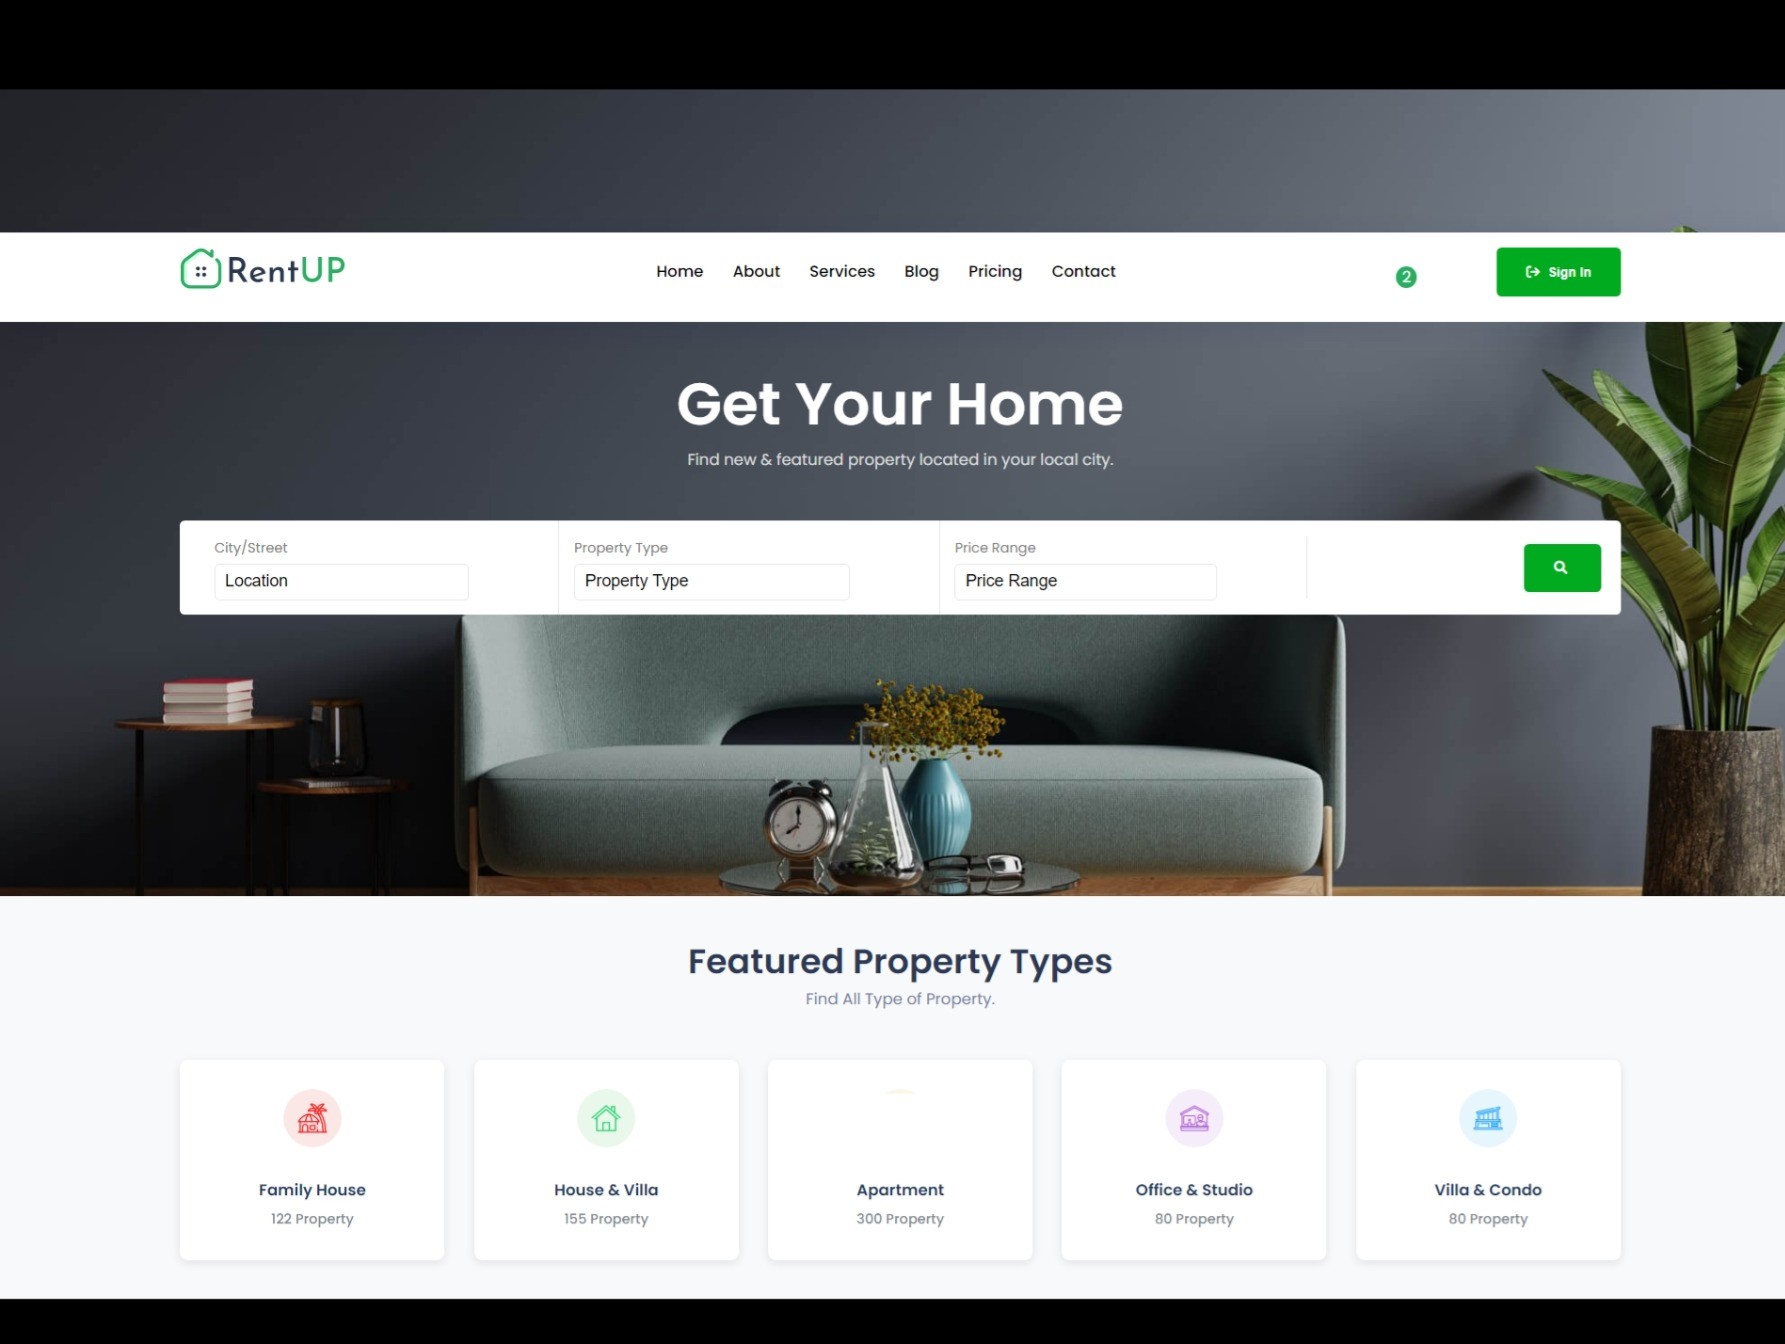 RentUP
Home About Services Blog Pricing Contact
2
Sign In
Get Your Home
Find new & featured property located in your local city.
City/Street
Location
Property Type
Property Type
Price Range
Price Range
Featured Property Types
Find All Type of Property.
Family House
122 Property
House & Villa
155 Property
Apartment
300 Property
Office & Studio
80 Property
Villa & Condo
80 Property